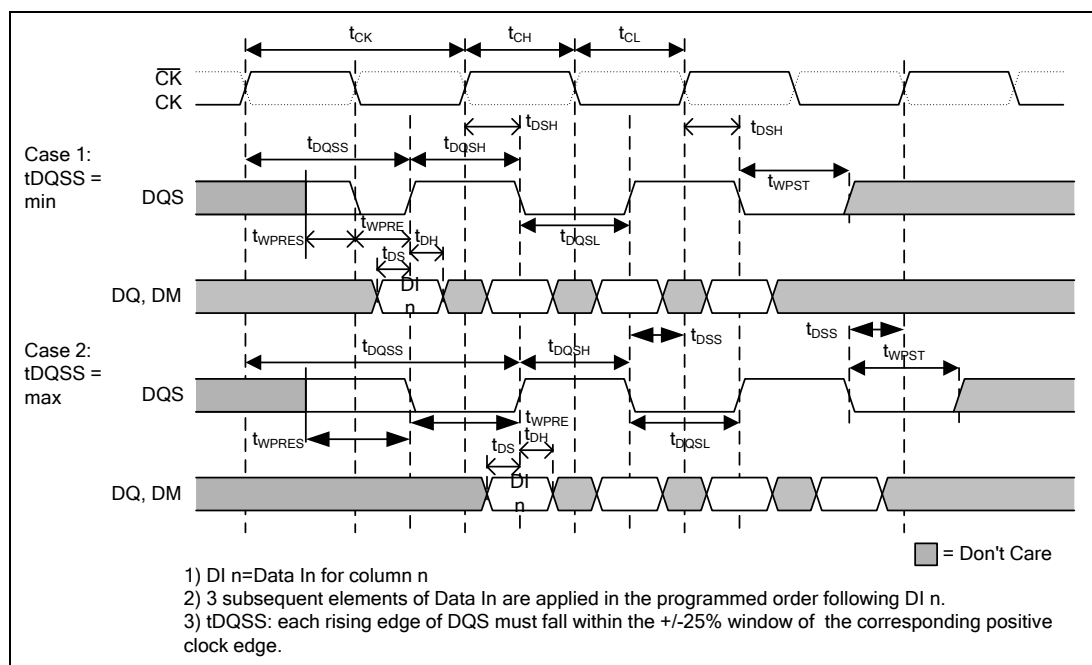 tCK tCH tCL
CK
CK
tDSH tDSH
Case 1:
tDQSS =
min
tDQSS tDQSH
tWPST
DQS
tWPRES tWPRE tDH tDQSL
tDS
DI
n
DQ, DM
tDSS tDSS
Case 2:
tDQSS =
max
tDQSS tDQSH tWPST
DQS
tWPRES tWPRE tDQSL
tDS tDH
DI
n
DQ, DM
= Don't Care
1) DI n=Data In for column n
2) 3 subsequent elements of Data In are applied in the programmed order following DI n.
3) tDQSS: each rising edge of DQS must fall within the +/-25% window of the corresponding positive
clock edge.